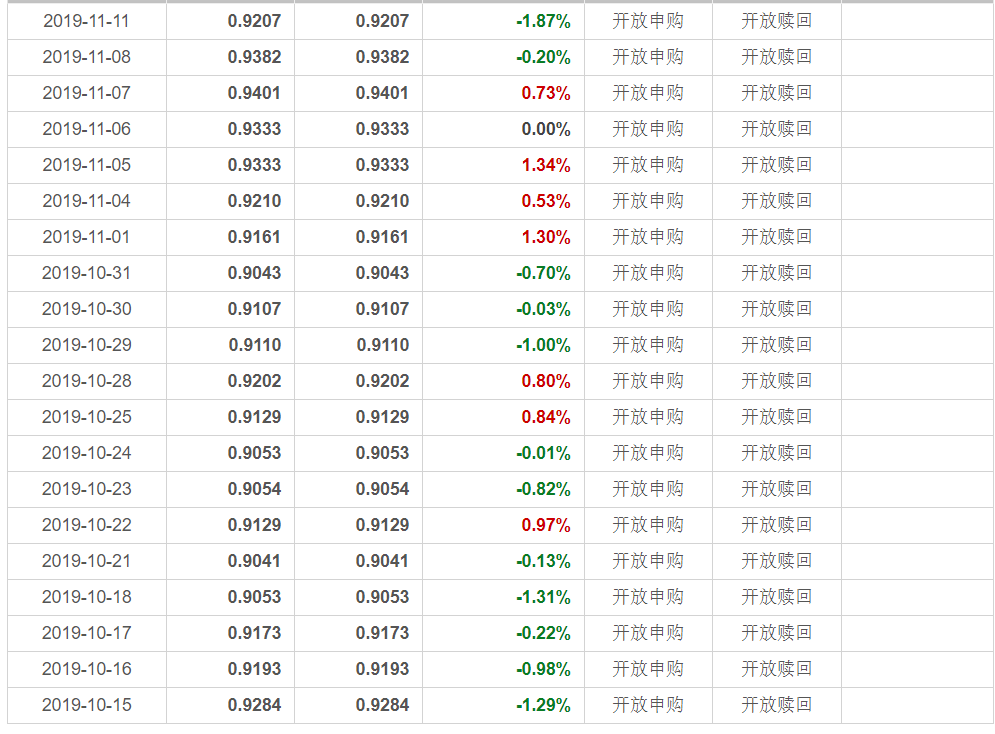 2019-11-11 0.9207 0.9207 -1.87% 开放申购 开放赎回
2019-11-08 0.9382 0.9382 -0.20% 开放申购 开放赎回
2019-11-07 0.9401 0.9401 0.73% 开放申购 开放赎回
2019-11-06 0.9333 0.9333 0.00% 开放申购 开放赎回
2019-11-05 0.9333 0.9333 1.34% 开放申购 开放赎回
2019-11-04 0.9210 0.9210 0.53% 开放申购 开放赎回
2019-11-01 0.9161 0.9161 1.30% 开放申购 开放赎回
2019-10-31 0.9043 0.9043 -0.70% 开放申购 开放赎回
2019-10-30 0.9107 0.9107 -0.03% 开放申购 开放赎回
2019-10-29 0.9110 0.9110 -1.00% 开放申购 开放赎回
2019-10-28 0.9202 0.9202 0.80% 开放申购 开放赎回
2019-10-25 0.9129 0.9129 0.84% 开放申购 开放赎回
2019-10-24 0.9053 0.9053 -0.01% 开放申购 开放赎回
2019-10-23 0.9054 0.9054 -0.82% 开放申购 开放赎回
2019-10-22 0.9129 0.9129 0.97% 开放申购 开放赎回
2019-10-21 0.9041 0.9041 -0.13% 开放申购 开放赎回
2019-10-18 0.9053 0.9053 -1.31% 开放申购 开放赎回
2019-10-17 0.9173 0.9173 -0.22% 开放申购 开放赎回
2019-10-16 0.9193 0.9193 -0.98% 开放申购 开放赎回
2019-10-15 0.9284 0.9284 -1.29% 开放申购 开放赎回